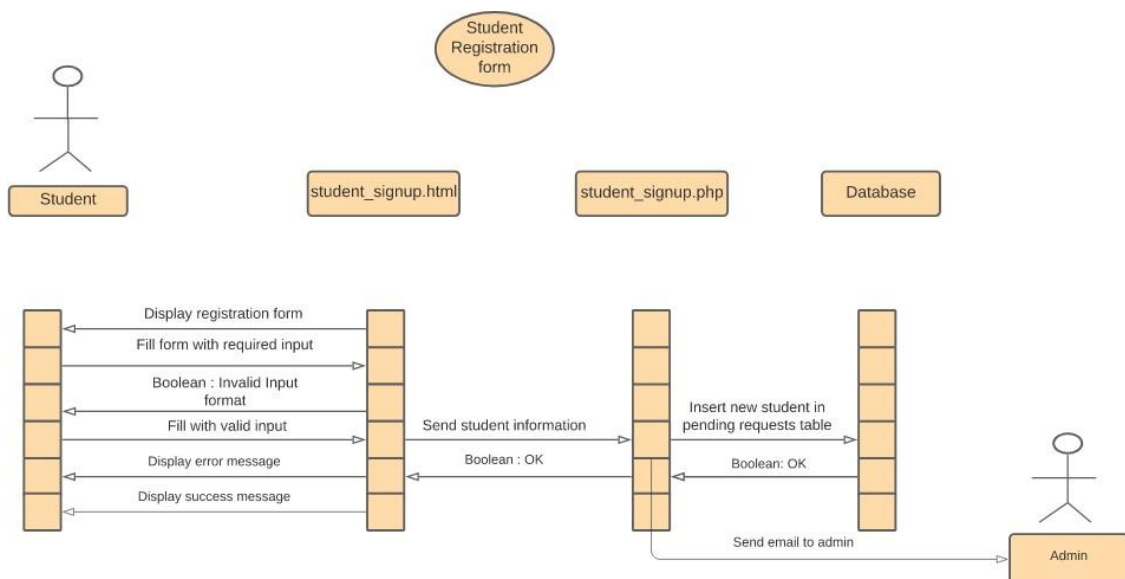 Student
Registration
form
Student
student_signup.html
student_signup.php
Database
Display registration form
Fill form with required input
Boolean : Invalid Input
format
Fill with valid input
Send student information
Insert new student in
pending requests table
Display error message
Boolean : OK
Boolean: OK
Display success message
Send email to admin
Admin